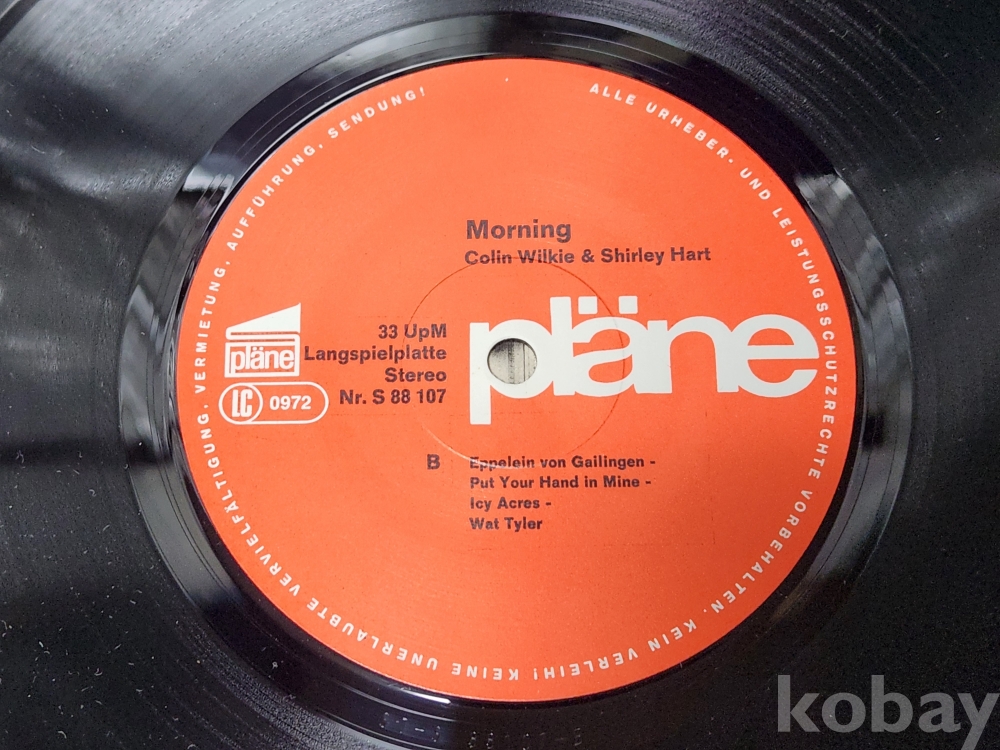 ALLE URHEBER- UND LEISTUNGSSCHUTZRECHTE VORBEHALTEN. KEIN VERLEIH! KEINE UNERLAUBTE VERVIELFÄLTIGUNG, VERMIETUNG, AUFFÜHRUNG, SENDUNG!
Morning
Colin Wilkie & Shirley Hart
pläne
pläne
33 UpM
Langspielplatte
Stereo
Nr. S 88 107
LC 0972
B
Eppelein von Gailingen -
Put Your Hand in Mine -
Icy Acres -
Wat Tyler
kobay